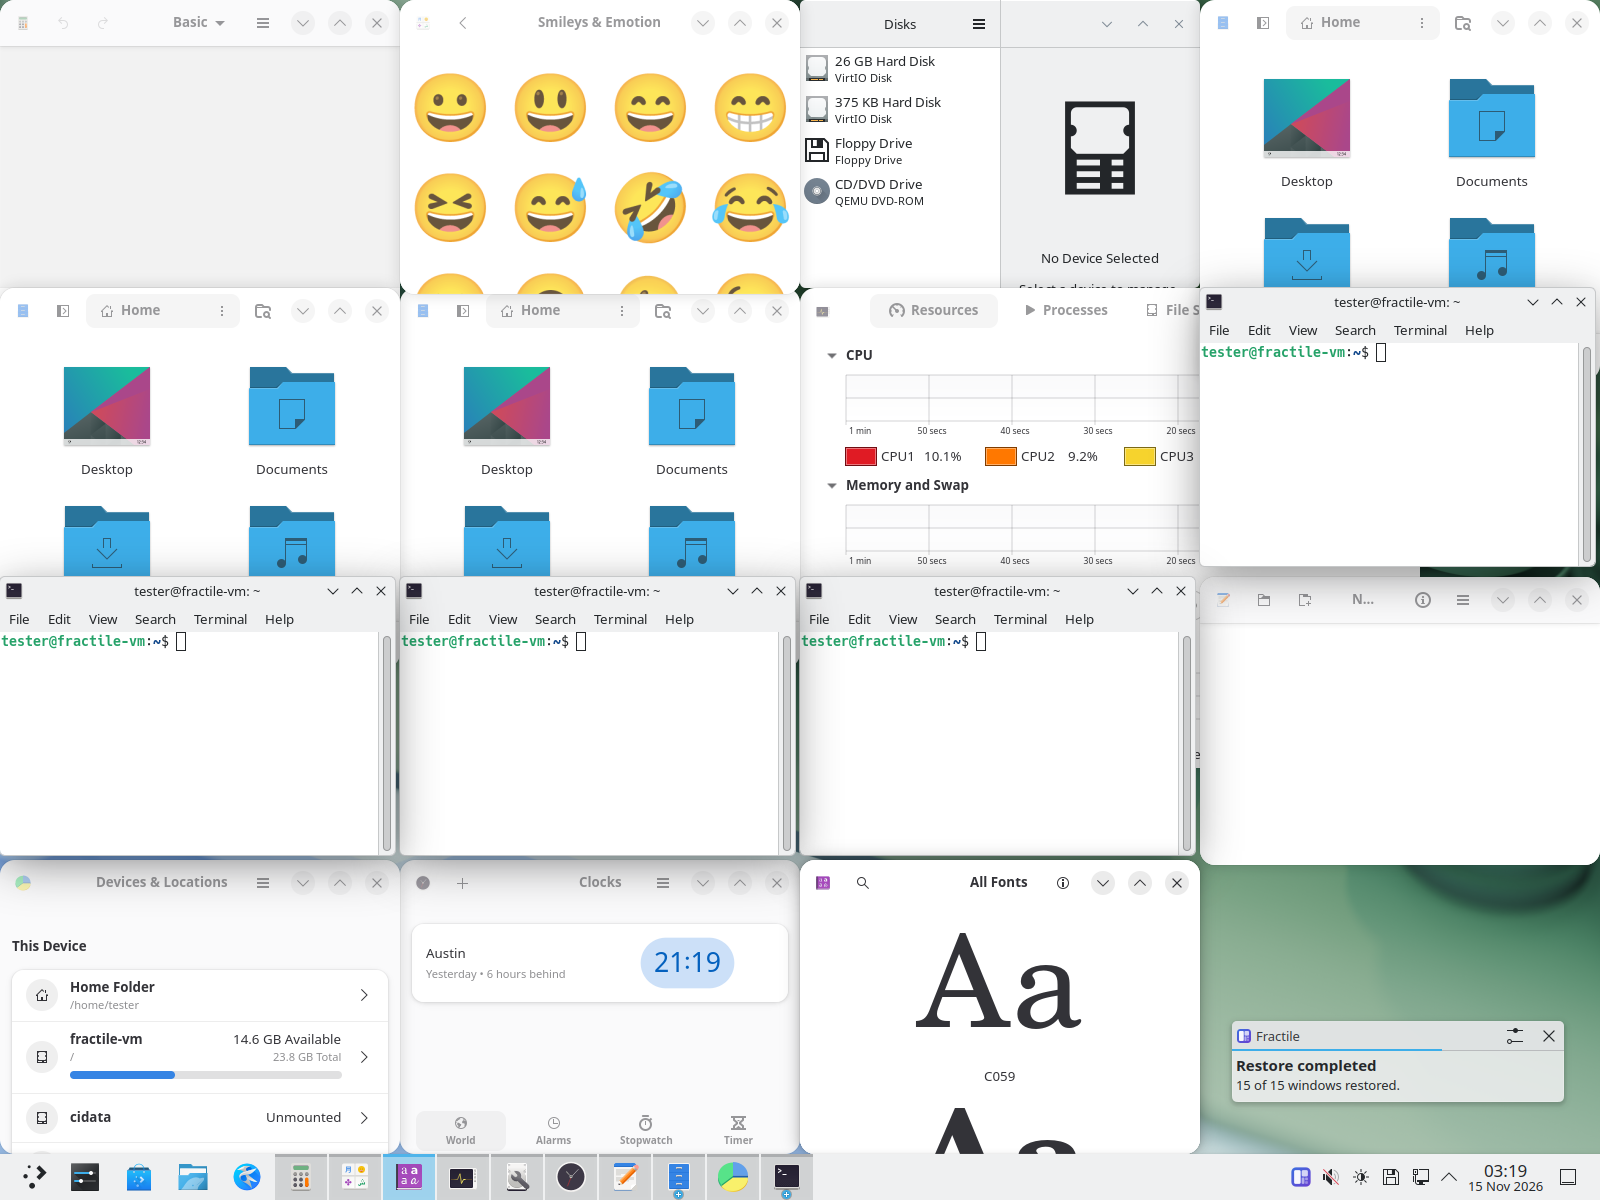 Basic
Smileys & Emotion
Disks
26 GB Hard Disk
VirtIO Disk
375 KB Hard Disk
VirtIO Disk
Floppy Drive
Floppy Drive
CD/DVD Drive
QEMU DVD-ROM
No Device Selected
Home
Desktop
Documents
Home
Desktop
Documents
Home
Desktop
Documents
Resources
Processes
File S
CPU
1 min
50 secs
40 secs
30 secs
20 secs
CPU1 10.1%
CPU2 9.2%
CPU3
Memory and Swap
1 min
50 secs
40 secs
30 secs
20 secs
tester@fractile-vm: ~
File Edit View Search Terminal Help
tester@fractile-vm:~$
tester@fractile-vm: ~
File Edit View Search Terminal Help
tester@fractile-vm:~$
tester@fractile-vm: ~
File Edit View Search Terminal Help
tester@fractile-vm:~$
tester@fractile-vm: ~
File Edit View Search Terminal Help
tester@fractile-vm:~$
N...
Devices & Locations
This Device
Home Folder
/home/tester
fractile-vm
14.6 GB Available
/
23.8 GB Total
cidata
Unmounted
Clocks
Austin
Yesterday • 6 hours behind
21:19
World
Alarms
Stopwatch
Timer
All Fonts
Aa
C059
Fractile
Restore completed
15 of 15 windows restored.
03:19
15 Nov 2026